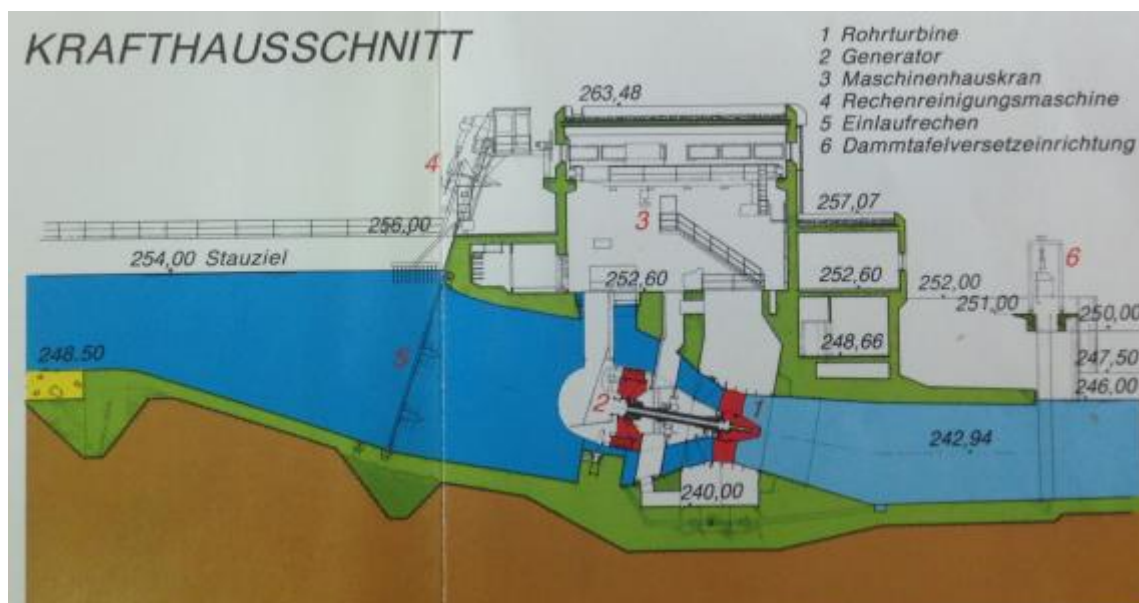 KRAFTHAUSSCHNITT
1 Rohrturbine
2 Generator
3 Maschinenhauskran
4 Rechenreinigungsmaschine
5 Einlaufrechen
6 Dammtafelversetzeinrichtung
263,48
4
257,07
3
256,00
6
254,00 Stauziel
252,60
252,60
252,00
251,00
250,00
248,66
248.50
5
247,50
246,00
2
1
242,94
240,00